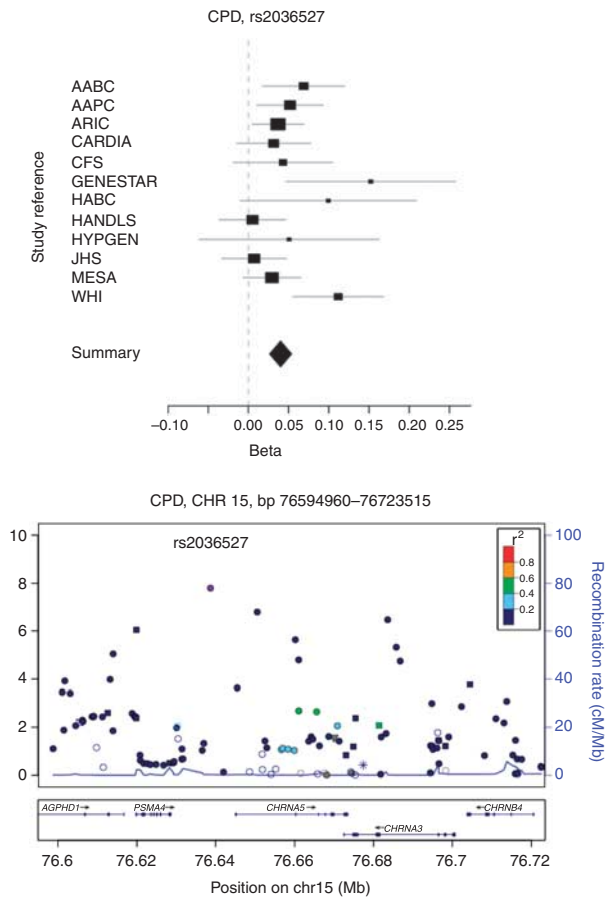 CPD, rs2036527
Study reference
AABC
AAPC
ARIC
CARDIA
CFS
GENESTAR
HABC
HANDLS
HYPGEN
JHS
MESA
WHI
Summary
−0.10 0.00 0.05 0.10 0.15 0.20 0.25
Beta
CPD, CHR 15, bp 76594960–76723515
rs2036527
r²
0.8
0.6
0.4
0.2
10
8
6
4
2
0
100
80
60
40
20
0
Recombination rate (cM/Mb)
AGPHD1→ PSMA4→ CHRNA5→ ←CHRNB4
←CHRNA3
76.6 76.62 76.64 76.66 76.68 76.7 76.72
Position on chr15 (Mb)